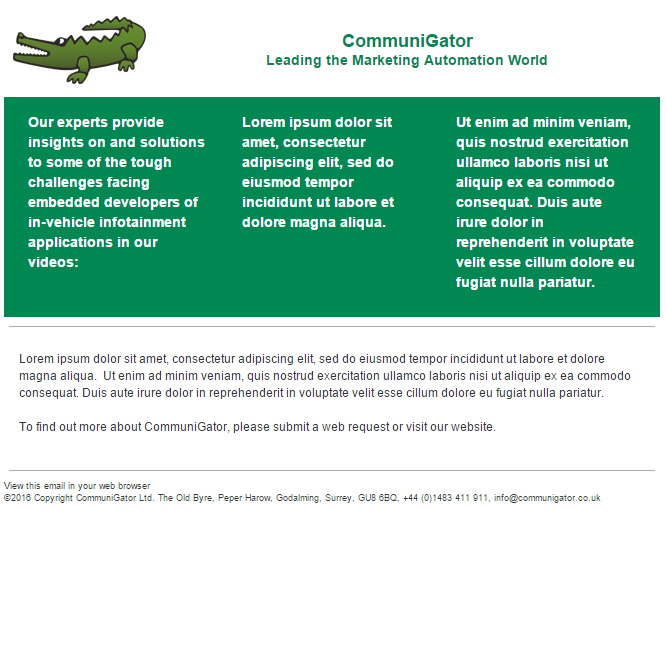 CommuniGator
Leading the Marketing Automation World
Our experts provide
insights on and solutions
to some of the tough
challenges facing
embedded developers of
in-vehicle infotainment
applications in our
videos:
Lorem ipsum dolor sit
amet, consectetur
adipiscing elit, sed do
eiusmod tempor
incididunt ut labore et
dolore magna aliqua.
Ut enim ad minim veniam,
quis nostrud exercitation
ullamco laboris nisi ut
aliquip ex ea commodo
consequat. Duis aute
irure dolor in
reprehenderit in voluptate
velit esse cillum dolore eu
fugiat nulla pariatur.
Lorem ipsum dolor sit amet, consectetur adipiscing elit, sed do eiusmod tempor incididunt ut labore et dolore
magna aliqua.  Ut enim ad minim veniam, quis nostrud exercitation ullamco laboris nisi ut aliquip ex ea commodo
consequat. Duis aute irure dolor in reprehenderit in voluptate velit esse cillum dolore eu fugiat nulla pariatur.
To find out more about CommuniGator, please submit a web request or visit our website.
View this email in your web browser
©2016 Copyright CommuniGator Ltd. The Old Byre, Peper Harow, Godalming, Surrey, GU8 6BQ, +44 (0)1483 411 911, info@communigator.co.uk